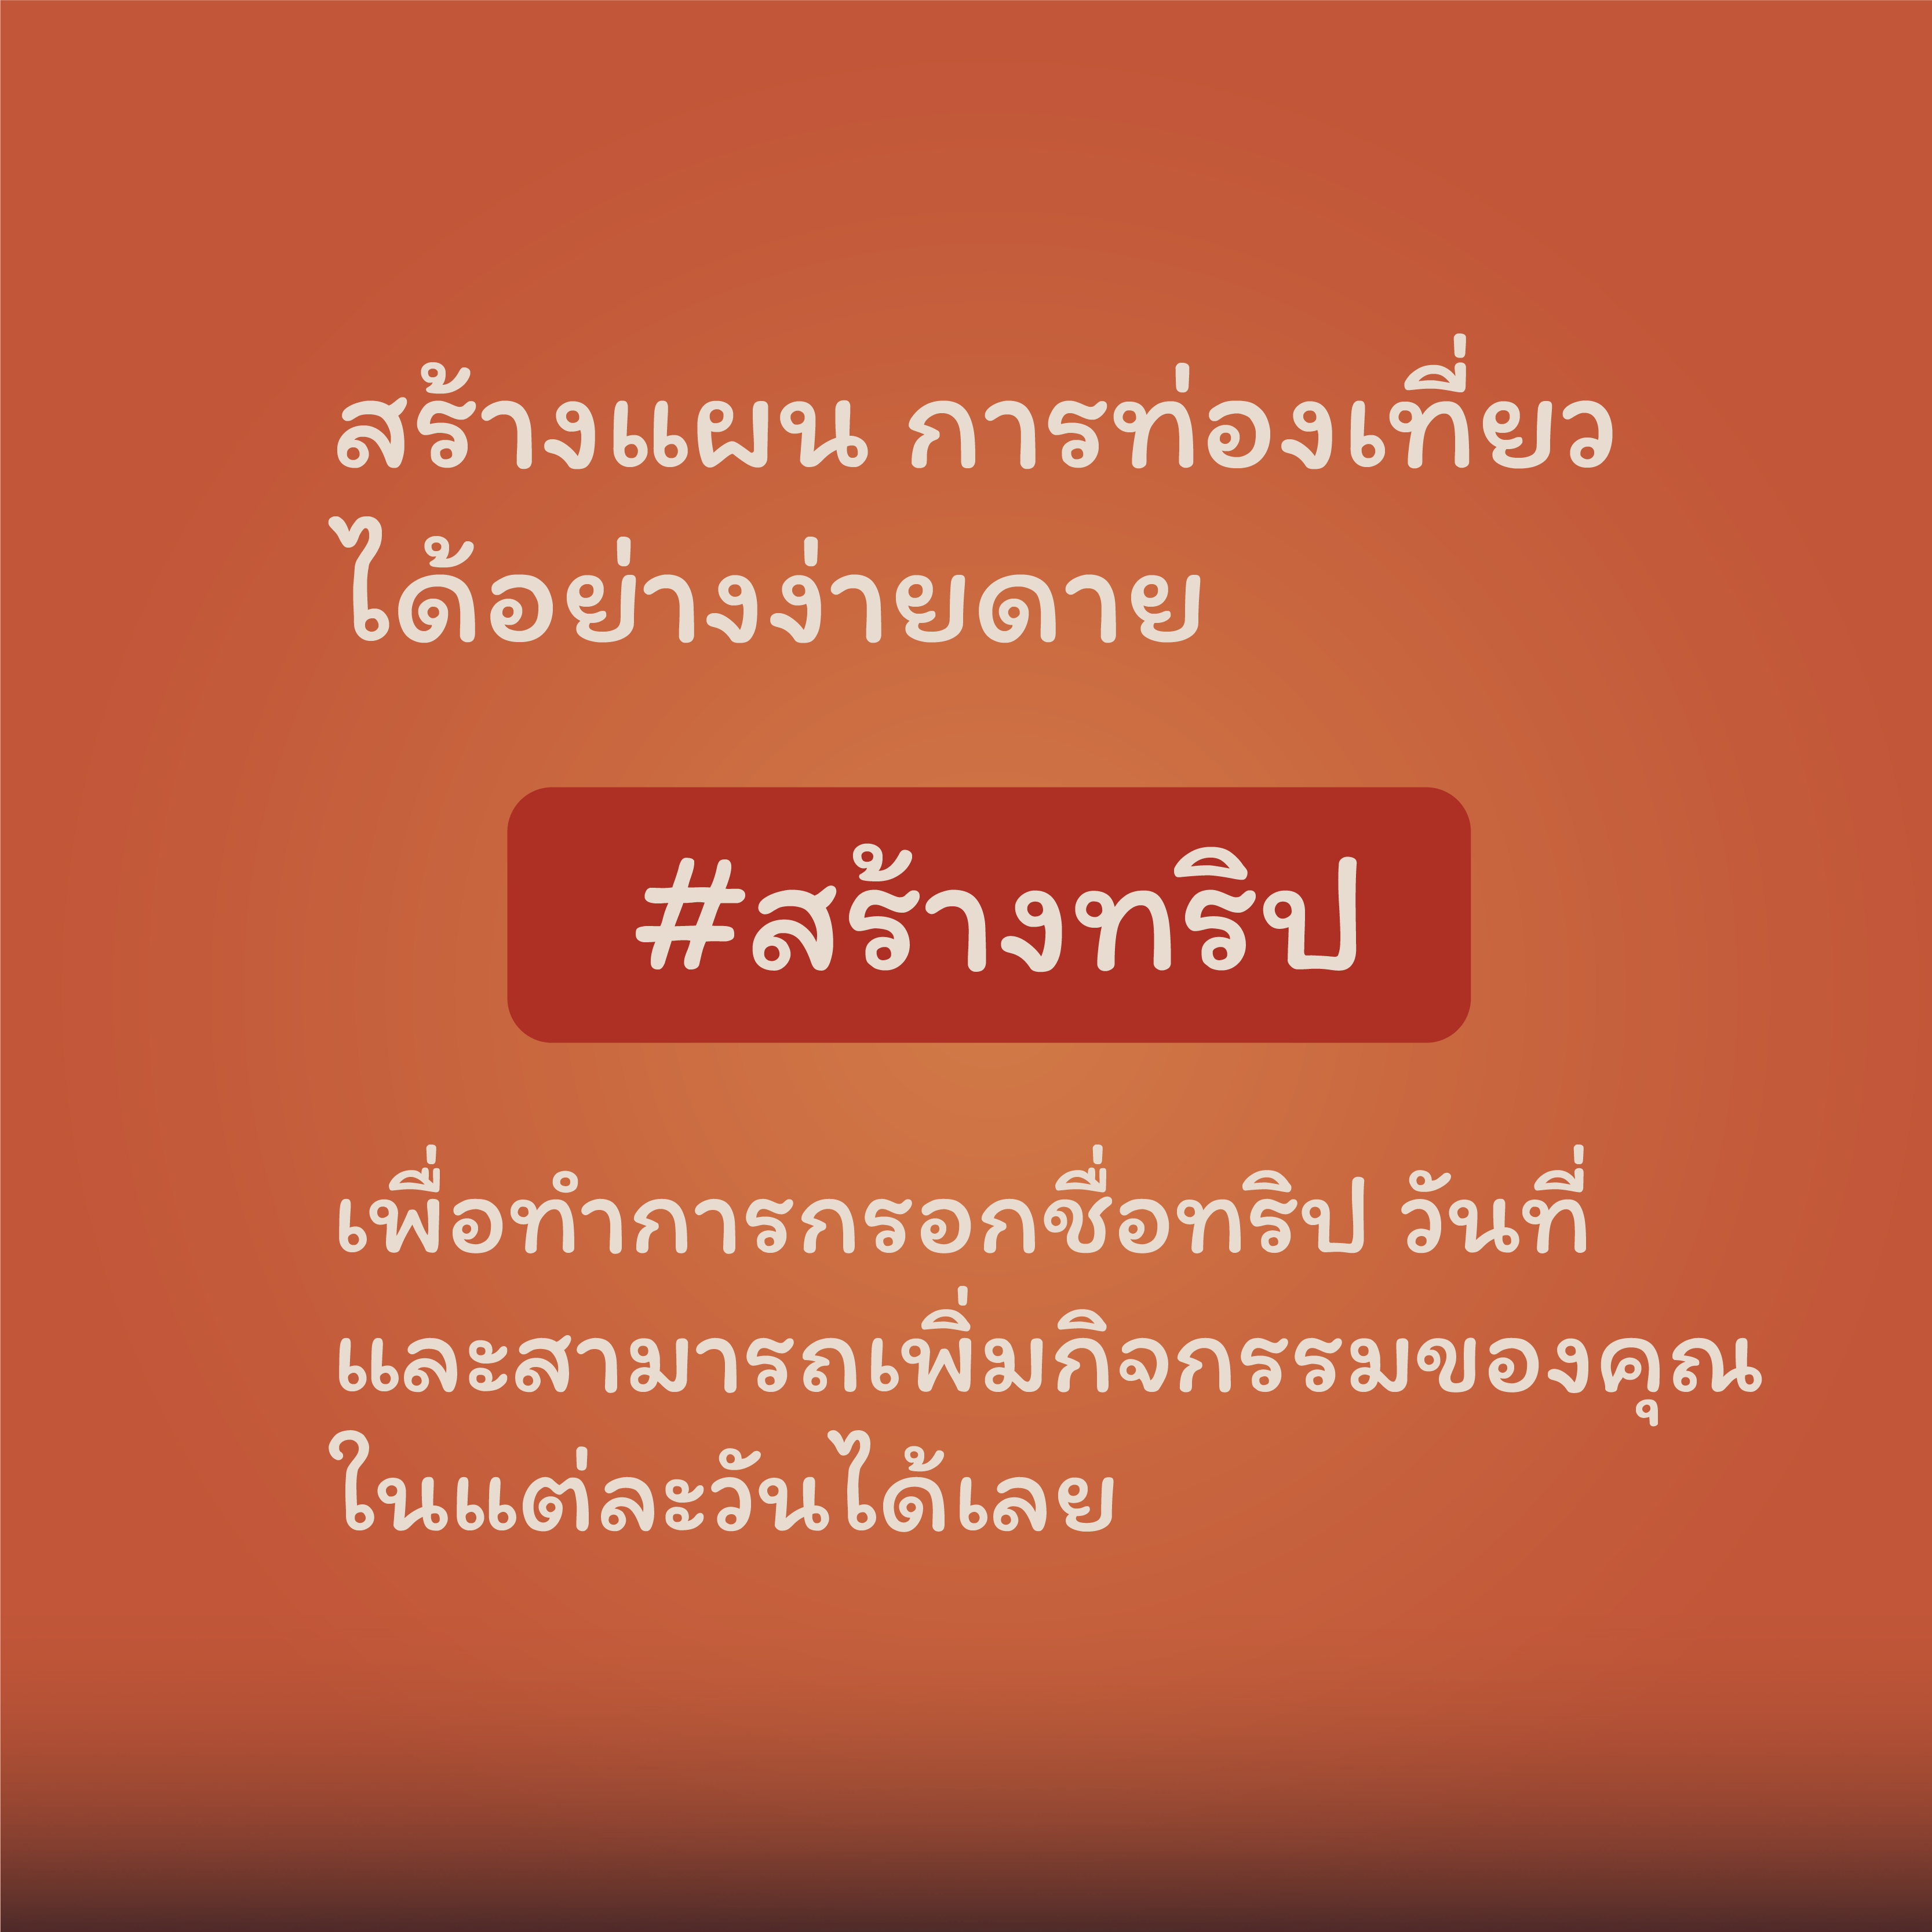 สร้างแผน การท่องเที่ยว
ได้อย่างง่ายดาย
#สร้างทริป
เพื่อทำการกรอกชื่อทริป วันที่
และสามารถเพิ่มกิจกรรมของคุณ
ในแต่ละวันได้เลย